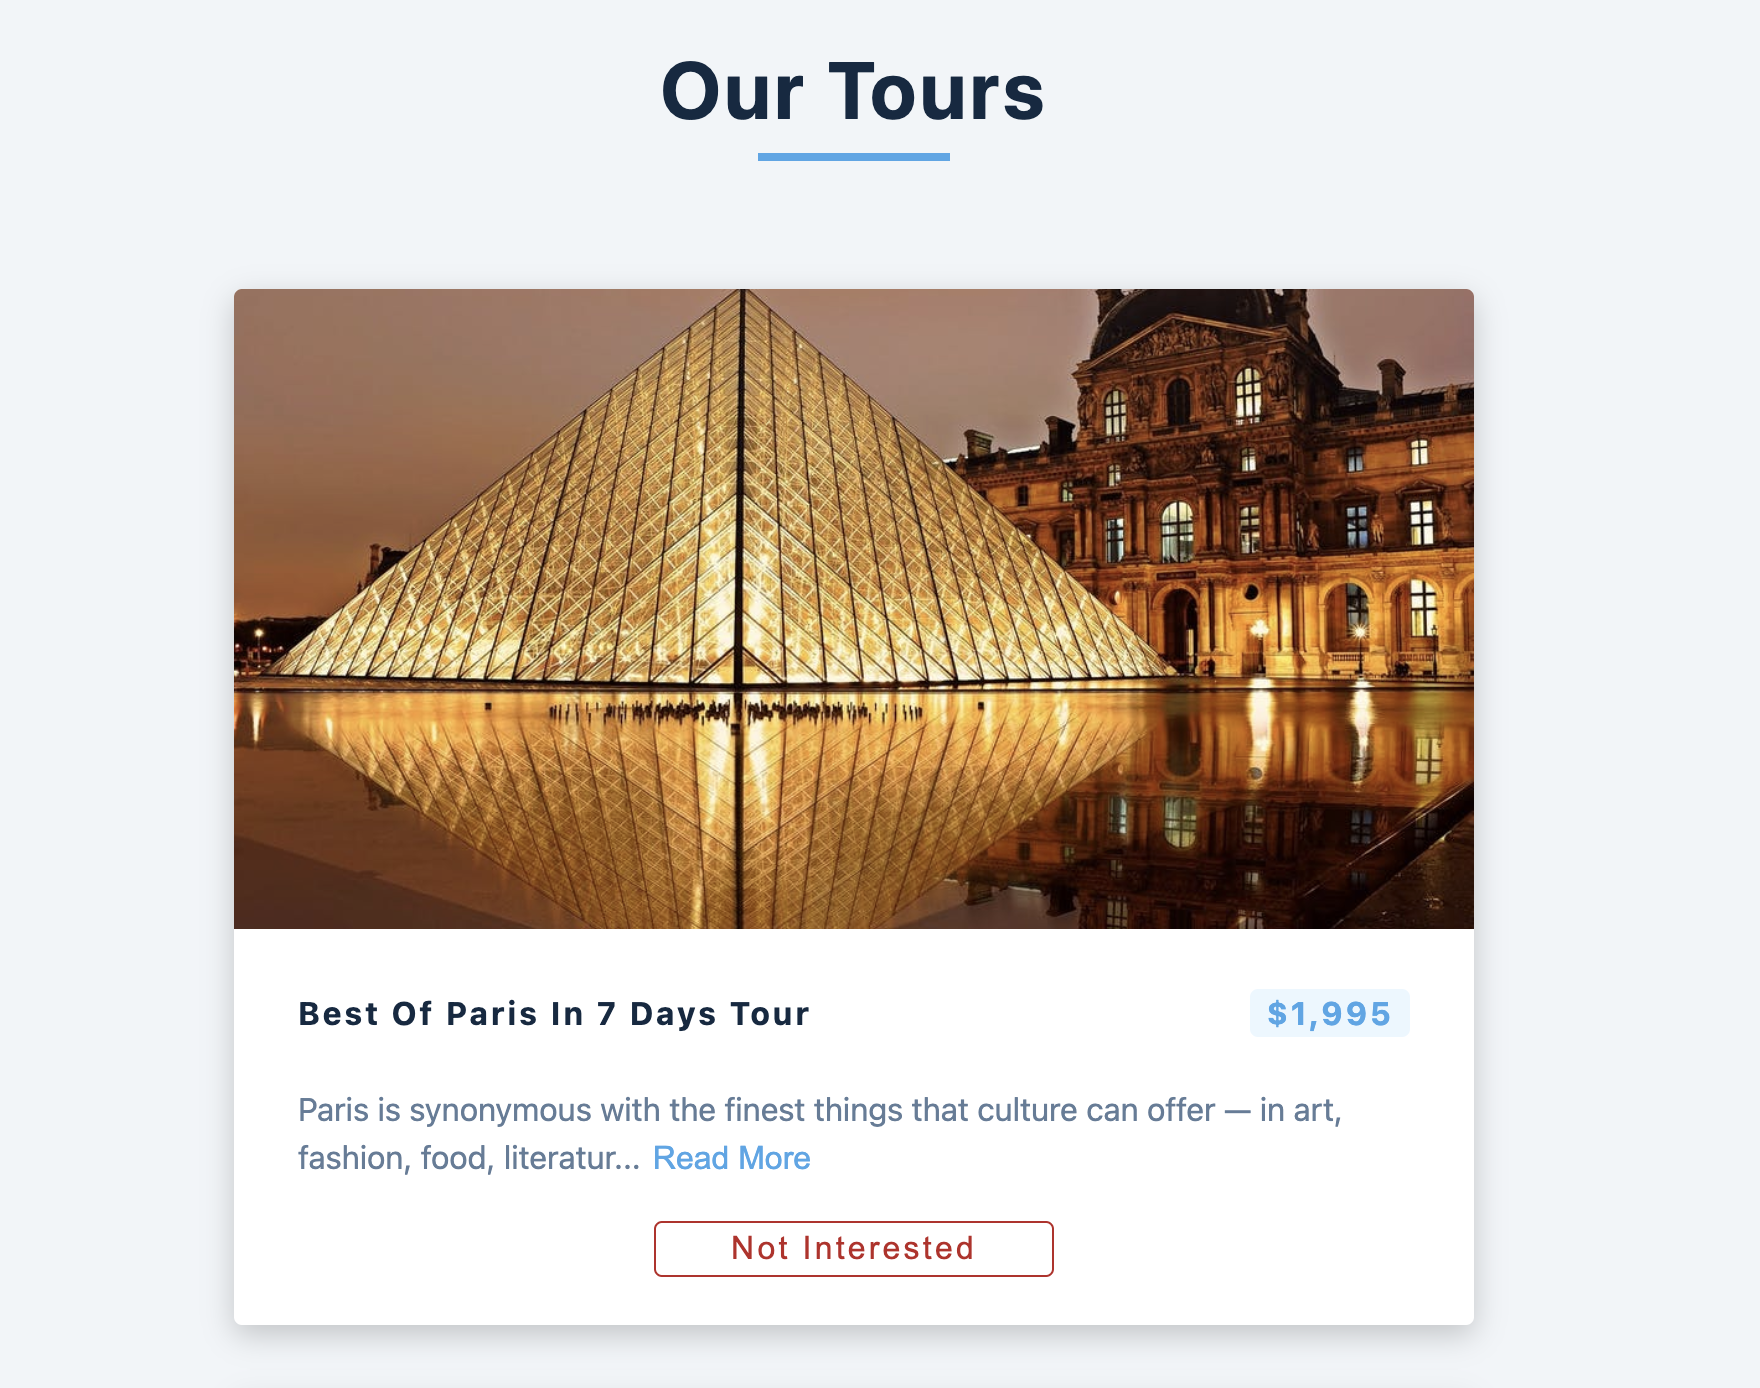 Our Tours
Best Of Paris In 7 Days Tour
$1,995
Paris is synonymous with the finest things that culture can offer — in art,
fashion, food, literatur... Read More
Not Interested